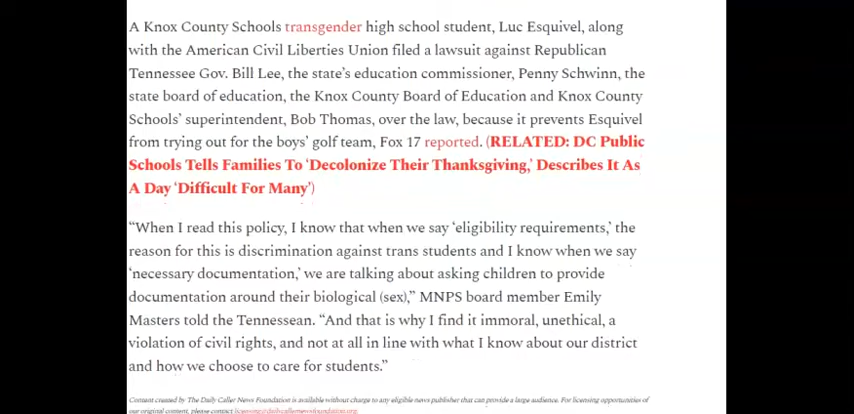 A Knox County Schools transgender high school student, Luc Esquivel, along
with the American Civil Liberties Union filed a lawsuit against Republican
Tennessee Gov. Bill Lee, the state's education commissioner, Penny Schwinn, the
state board of education, the Knox County Board of Education and Knox County
Schools' superintendent, Bob Thomas, over the law, because it prevents Esquivel
from trying out for the boys' golf team, Fox 17 reported. (RELATED: DC Public
Schools Tells Families To 'Decolonize Their Thanksgiving,' Describes It As
A Day 'Difficult For Many')
“When I read this policy, I know that when we say 'eligibility requirements,' the
reason for this is discrimination against trans students and I know when we say
'necessary documentation,' we are talking about asking children to provide
documentation around their biological (sex),” MNPS board member Emily
Masters told the Tennessean. “And that is why I find it immoral, unethical, a
violation of civil rights, and not at all in line with what I know about our district
and how we choose to care for students.”
Content created by The Daily Caller News Foundation is available without charge to any eligible news publisher that can provide a large audience. For licensing opportunities of
our original content, please contact licensing@dailycallernewsfoundation.org.